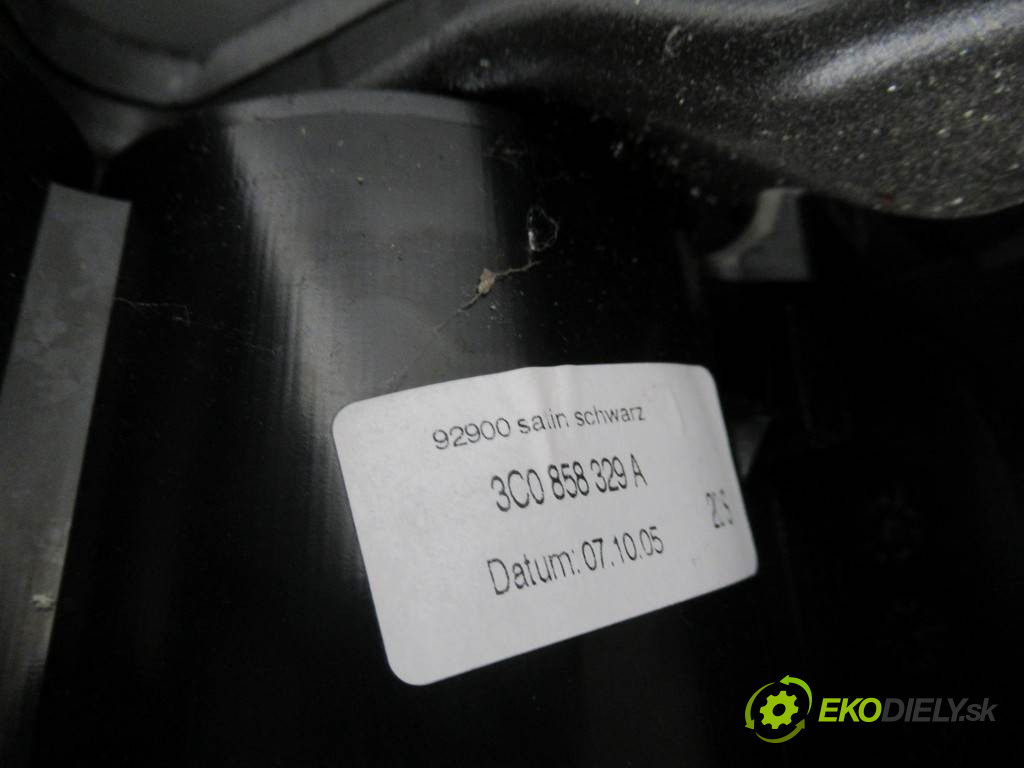 92900 satin schwarz
3C0 858 329 A
Datum: 07.10.05
EKODIELY.sk